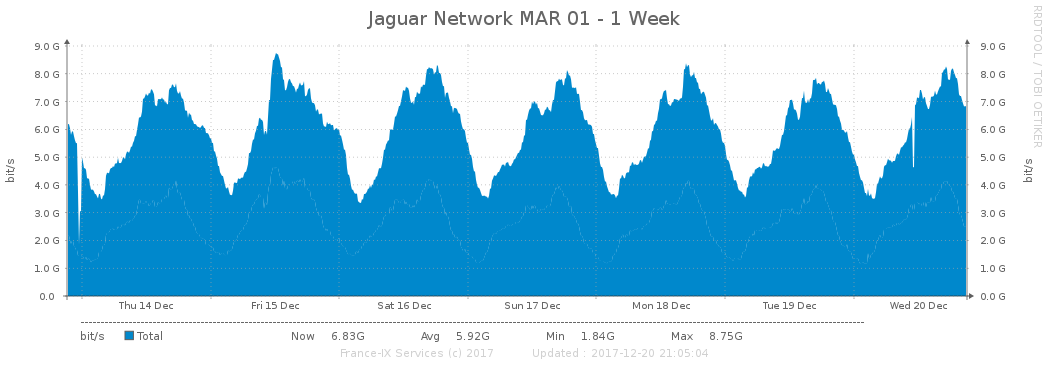 Jaguar Network MAR 01 - 1 Week
RRDTOOL / TOBI OETIKER
bit/s
9.0 G
8.0 G
7.0 G
6.0 G
5.0 G
4.0 G
3.0 G
2.0 G
1.0 G
0.0
9.0 G
8.0 G
7.0 G
6.0 G
5.0 G
4.0 G
3.0 G
2.0 G
1.0 G
0.0 G
bit/s
Thu 14 Dec Fri 15 Dec Sat 16 Dec Sun 17 Dec Mon 18 Dec Tue 19 Dec Wed 20 Dec
bit/s Total Now 6.83G Avg 5.92G Min 1.84G Max 8.75G
France-IX Services (c) 2017 Updated : 2017-12-20 21:05:04